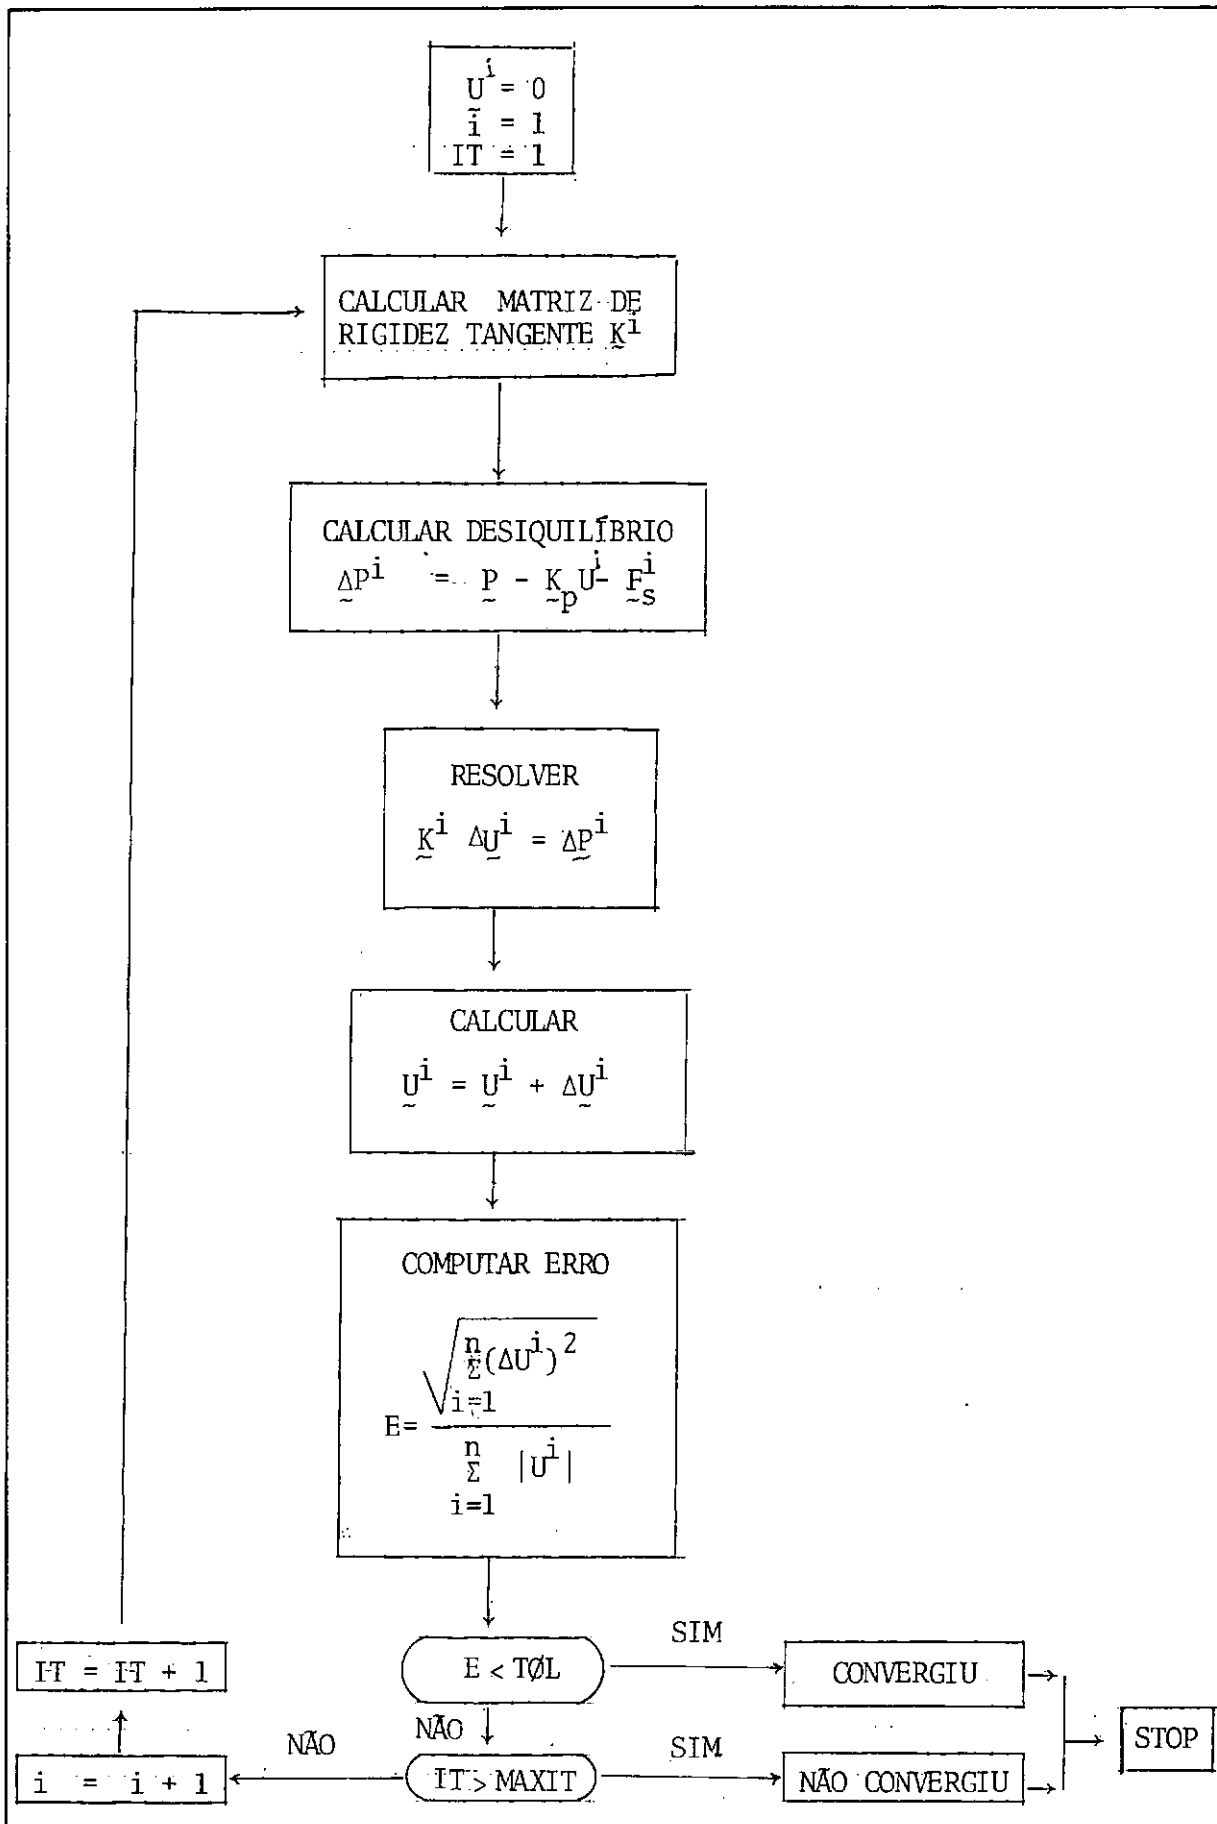 U^i = 0
i = 1
IT = 1
CALCULAR MATRIZ DE
RIGIDEZ TANGENTE K^i
CALCULAR DESIQUILÍBRIO
ΔP^i = P - K_p U^i - F_s^i
RESOLVER
K^i ΔU^i = ΔP^i
CALCULAR
U^i = U^i + ΔU^i
COMPUTAR ERRO
E = √(Σ_{i=1}^{n} (ΔU^i)^2) / Σ_{i=1}^{n} |U^i|
E < TØL
SIM
CONVERGIU
NÃO
IT > MAXIT
SIM
NÃO CONVERGIU
STOP
NÃO
i = i + 1
IT = IT + 1